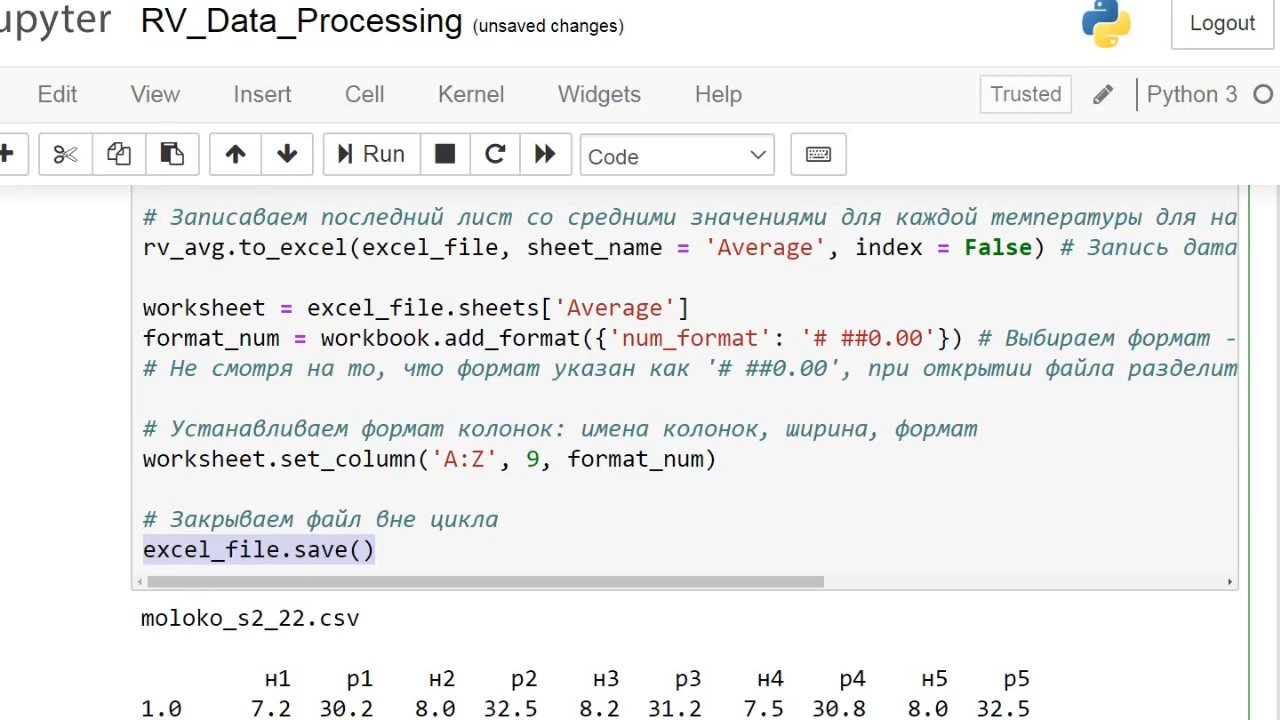 upyter RV_Data_Processing (unsaved changes) Logout
Edit View Insert Cell Kernel Widgets Help Trusted Python 3
Run Code
# Записаваем последний лист со средними значениями для каждой температуры для на
rv_avg.to_excel(excel_file, sheet_name = 'Average', index = False) # Запись дата
worksheet = excel_file.sheets['Average']
format_num = workbook.add_format({'num_format': '# ##0.00'}) # Выбираем формат -
# Не смотря на то, что формат указан как '# ##0.00', при открытии файла разделит
# Устанавливаем формат колонок: имена колонок, ширина, формат
worksheet.set_column('A:Z', 9, format_num)
# Закрываем файл вне цикла
excel_file.save()
moloko_s2_22.csv
н1 р1 н2 р2 н3 р3 н4 р4 н5 р5
1.0 7.2 30.2 8.0 32.5 8.2 31.2 7.5 30.8 8.0 32.5